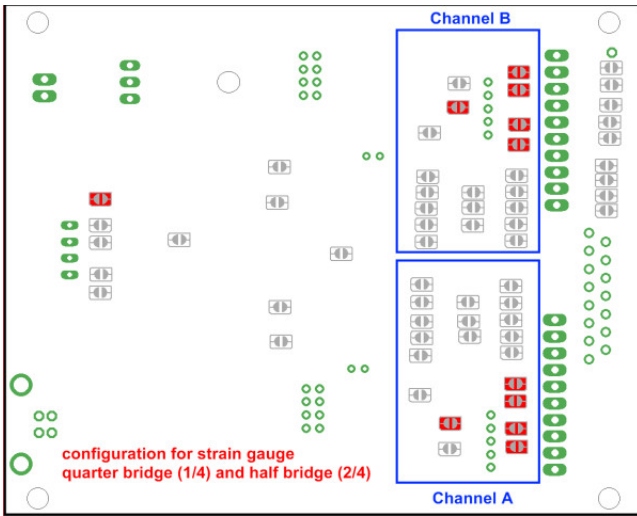 Channel B
configuration for strain gauge
quarter bridge (1/4) and half bridge (2/4)
Channel A